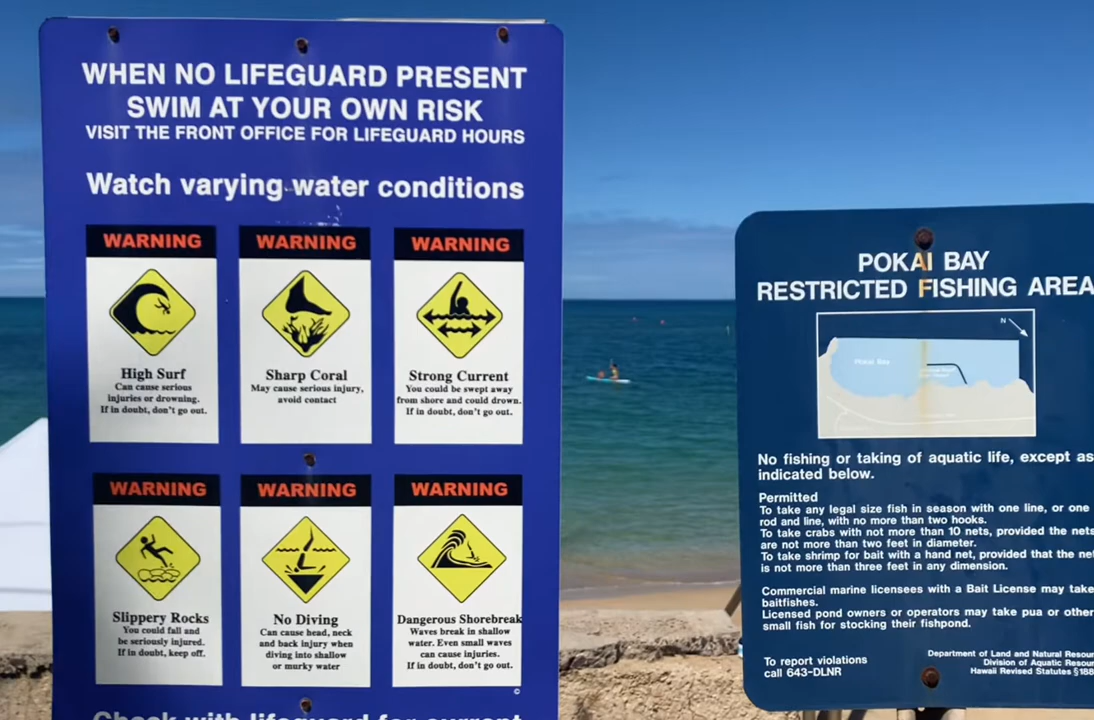 WHEN NO LIFEGUARD PRESENT
SWIM AT YOUR OWN RISK
VISIT THE FRONT OFFICE FOR LIFEGUARD HOURS
Watch varying water conditions
WARNING
High Surf
Can cause serious
injuries or drowning.
If in doubt, don't go out.
WARNING
Sharp Coral
May cause serious injury,
avoid contact
WARNING
Strong Current
You could be swept away
from shore and could drown.
If in doubt, don't go out.
WARNING
Slippery Rocks
You could fall and
be seriously injured.
If in doubt, keep off.
WARNING
No Diving
Can cause head, neck
and back injury when
diving into shallow
or murky water
WARNING
Dangerous Shorebreak
Waves break in shallow
water. Even small waves
can cause injuries.
If in doubt, don't go out.
©
Check with lifeguard for current
POKAI BAY
RESTRICTED FISHING AREA
N
Pokai Bay
No fishing or taking of aquatic life, except as
indicated below.
Permitted
To take any legal size fish in season with one line, or one
rod and line, with no more than two hooks.
To take crabs with not more than 10 nets, provided the nets
are not more than two feet in diameter.
To take shrimp for bait with a hand net, provided that the net
is not more than three feet in any dimension.
Commercial marine licensees with a Bait License may take
baitfishes.
Licensed pond owners or operators may take pua or other
small fish for stocking their fishpond.
To report violations
call 643-DLNR
Department of Land and Natural Resour
Division of Aquatic Resour
Hawaii Revised Statutes §188